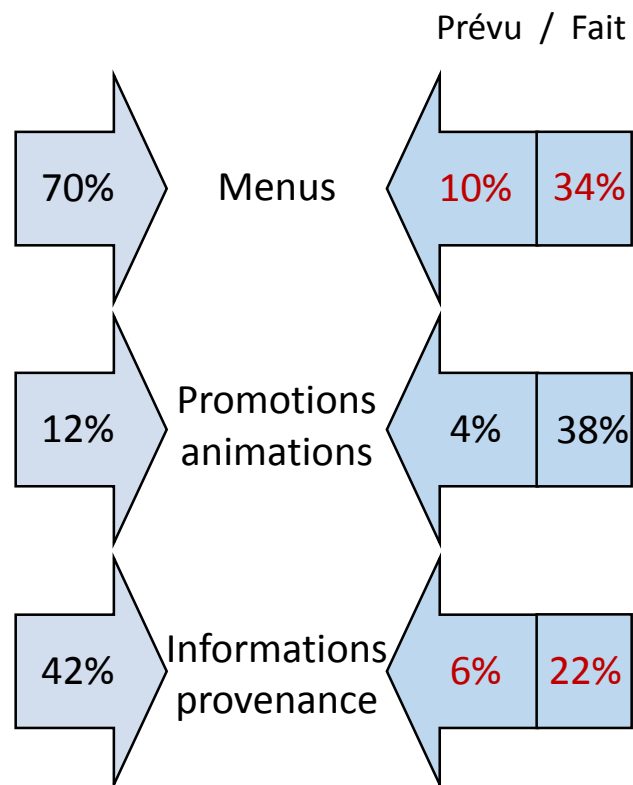 Prévu / Fait
70% Menus 10% 34%
12% Promotions animations 4% 38%
42% Informations provenance 6% 22%